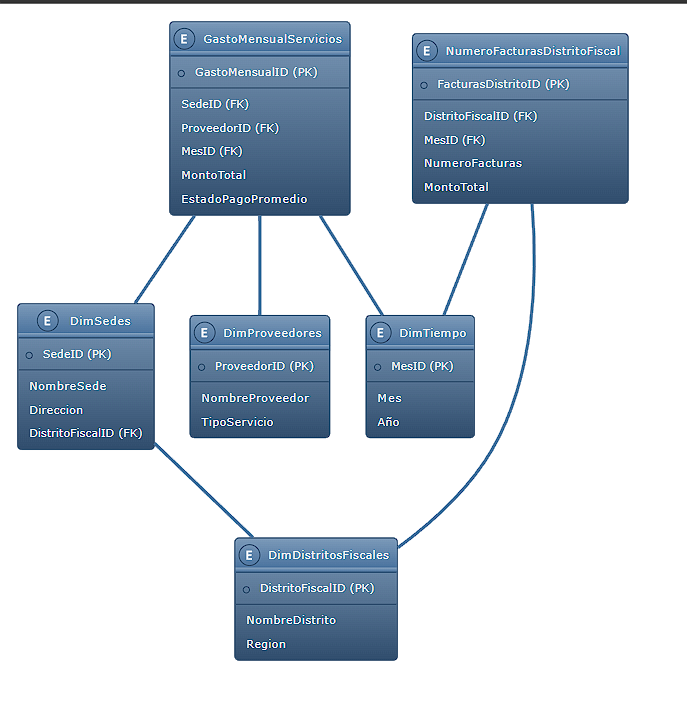 E GastoMensualServicios
GastoMensualID (PK)
SedeID (FK)
ProveedorID (FK)
MesID (FK)
MontoTotal
EstadoPagoPromedio
E NumeroFacturasDistritoFiscal
FacturasDistritoID (PK)
DistritoFiscalID (FK)
MesID (FK)
NumeroFacturas
MontoTotal
E DimSedes
SedeID (PK)
NombreSede
Direccion
DistritoFiscalID (FK)
E DimProveedores
ProveedorID (PK)
NombreProveedor
TipoServicio
E DimTiempo
MesID (PK)
Mes
Año
E DimDistritosFiscales
DistritoFiscalID (PK)
NombreDistrito
Region